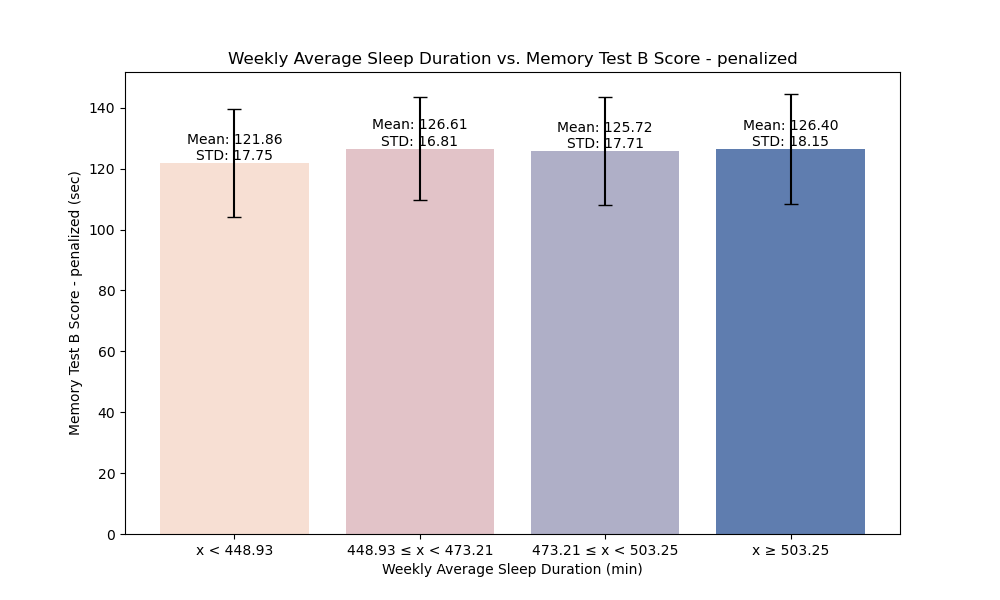 Weekly Average Sleep Duration vs. Memory Test B Score - penalized
Memory Test B Score - penalized (sec)
140
120
100
80
60
40
20
0
Mean: 121.86
STD: 17.75
Mean: 126.61
STD: 16.81
Mean: 125.72
STD: 17.71
Mean: 126.40
STD: 18.15
x < 448.93
448.93 ≤ x < 473.21
473.21 ≤ x < 503.25
x ≥ 503.25
Weekly Average Sleep Duration (min)